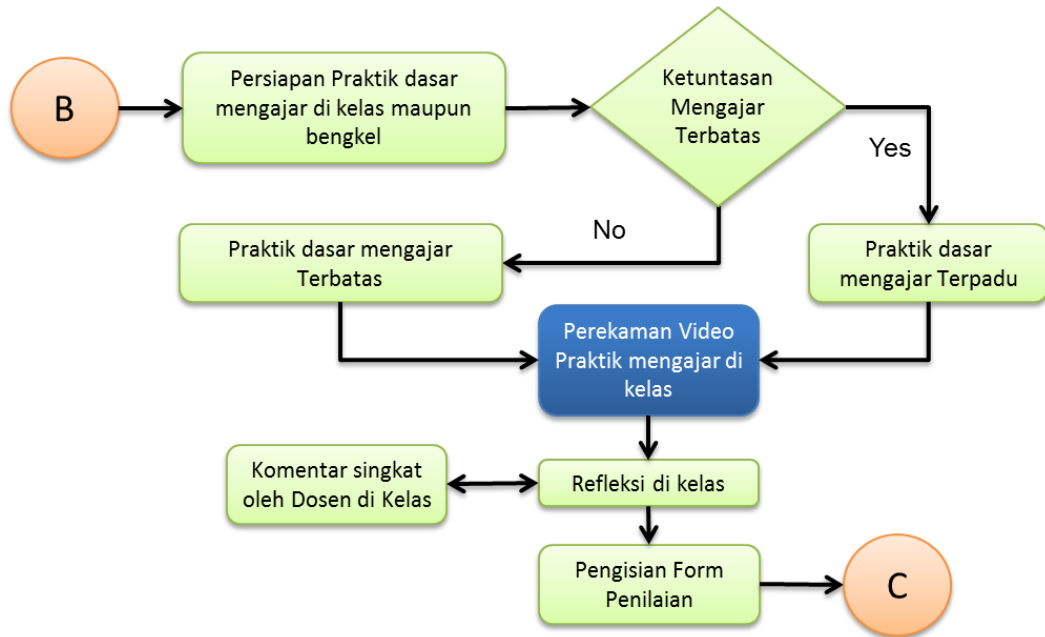 B
Persiapan Praktik dasar
mengajar di kelas maupun
bengkel
Ketuntasan
Mengajar
Terbatas
Yes
No
Praktik dasar mengajar
Terbatas
Praktik dasar
mengajar Terpadu
Perekaman Video
Praktik mengajar di
kelas
Komentar singkat
oleh Dosen di Kelas
Refleksi di kelas
Pengisian Form
Penilaian
C